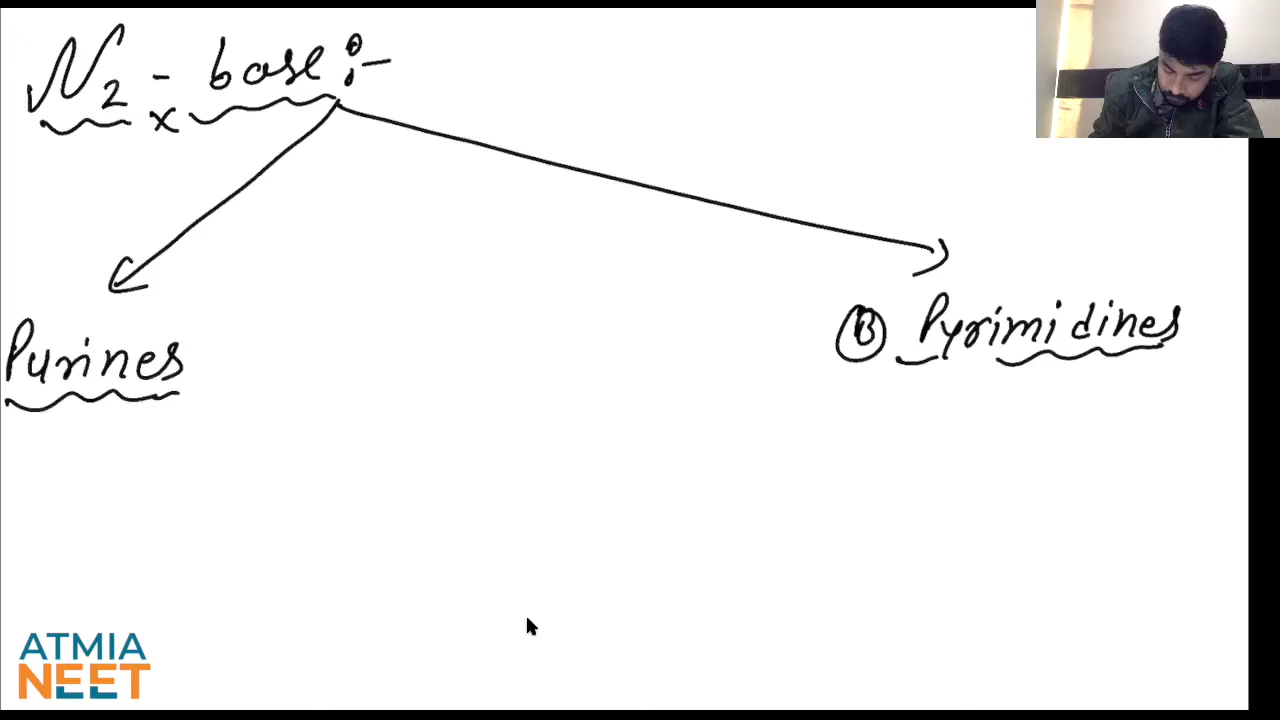 N2 - base :-
x
Purines
B Pyrimidines
ATMIA
NEET